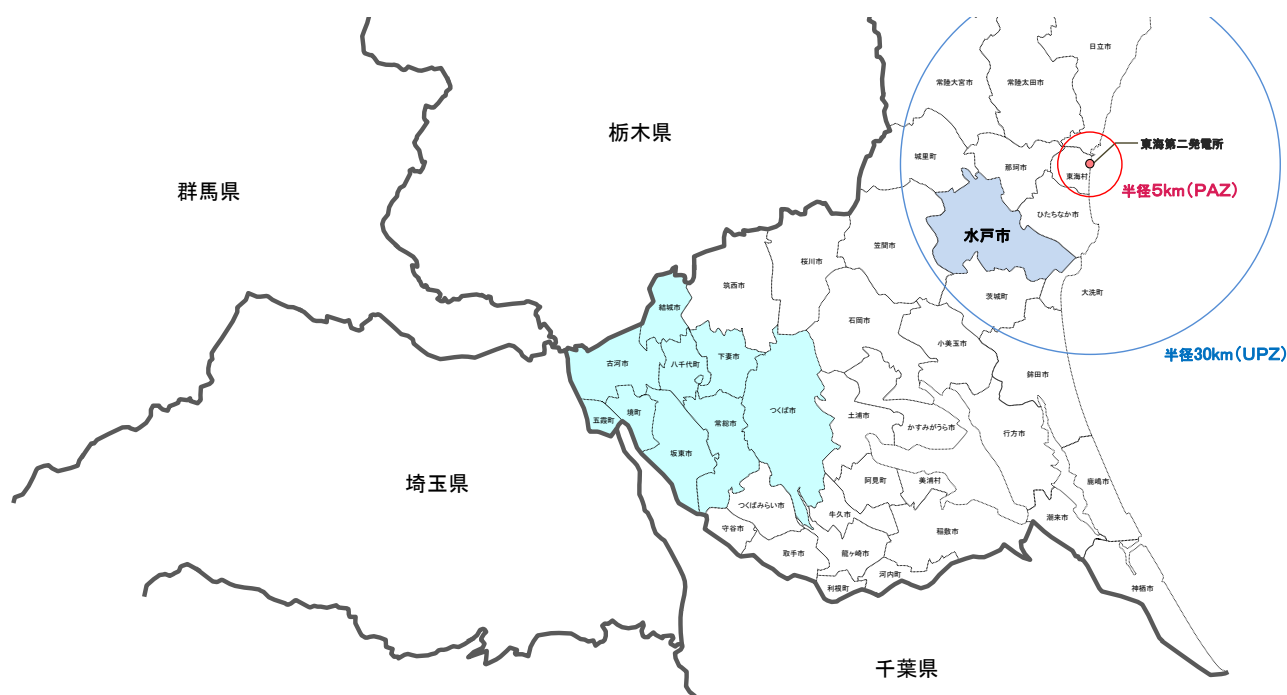 日立市
常陸大宮市
常陸太田市
栃木県
東海第二発電所
城里町
那珂市
東海村
群馬県
半径5km(PAZ)
ひたちなか市
水戸市
笠間市
桜川市
筑西市
大洗町
茨城町
結城市
石岡市
小美玉市
半径30km(UPZ)
古河市
八千代町
下妻市
鉾田市
つくば市
境町
五霞町
常総市
土浦市
かすみがうら市
行方市
坂東市
埼玉県
阿見町
美浦村
鹿嶋市
つくばみらい市
牛久市
潮来市
守谷市
稲敷市
取手市
龍ヶ崎市
河内町
利根町
神栖市
千葉県